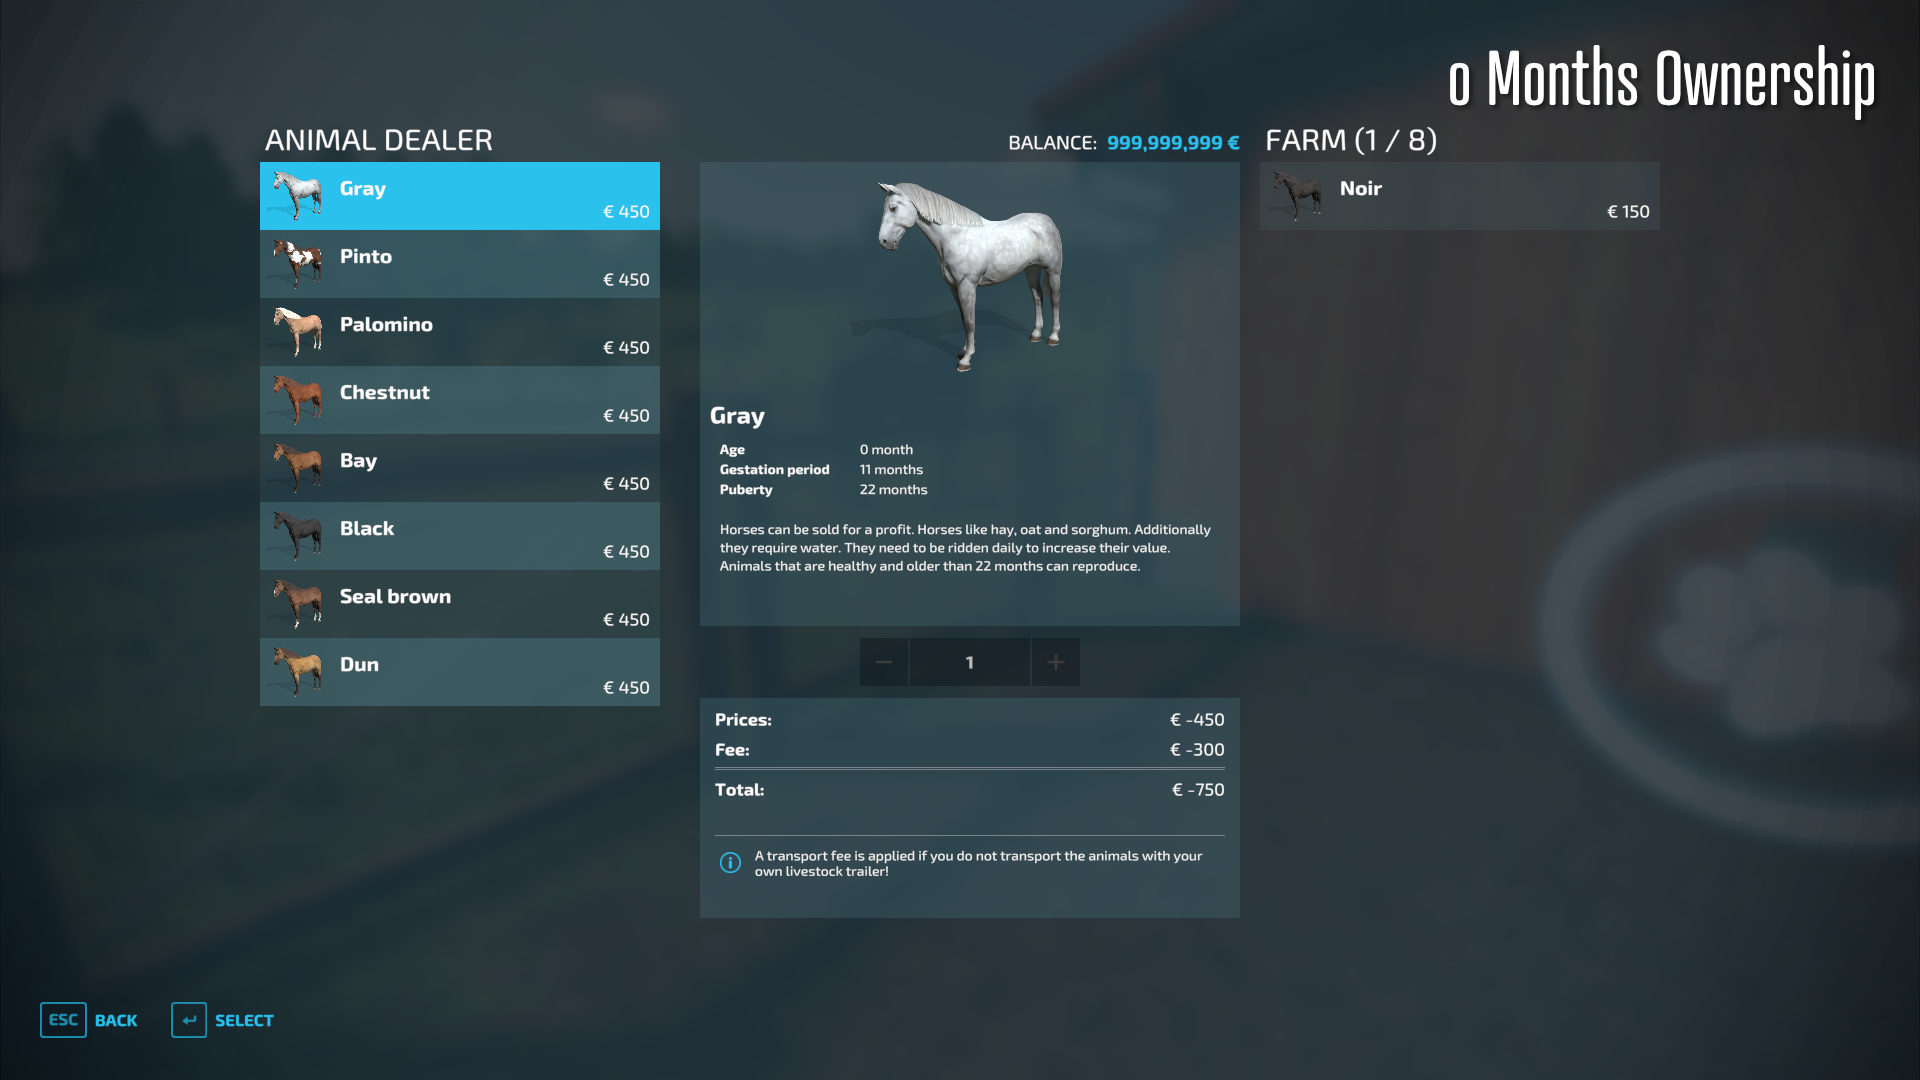 o Months Ownership
ANIMAL DEALER
BALANCE: 999,999,999 €
FARM (1 / 8)
Gray
€ 450
Pinto
€ 450
Palomino
€ 450
Chestnut
€ 450
Bay
€ 450
Black
€ 450
Seal brown
€ 450
Dun
€ 450
Gray
Age 0 month
Gestation period 11 months
Puberty 22 months
Horses can be sold for a profit. Horses like hay, oat and sorghum. Additionally
they require water. They need to be ridden daily to increase their value.
Animals that are healthy and older than 22 months can reproduce.
− 1 +
Prices: € -450
Fee: € -300
Total: € -750
A transport fee is applied if you do not transport the animals with your
own livestock trailer!
Noir
€ 150
ESC BACK ↵ SELECT